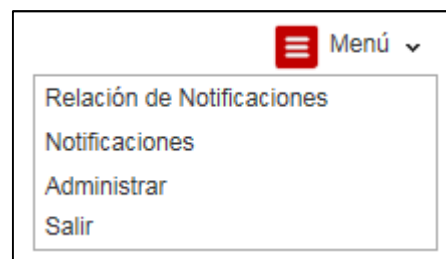 Menú
Relación de Notificaciones
Notificaciones
Administrar
Salir